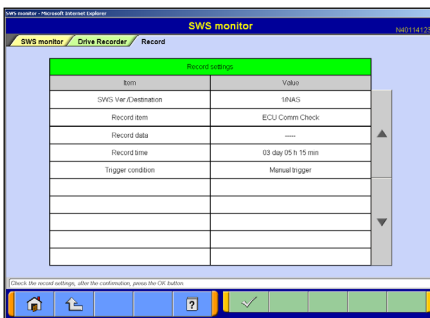 SWS monitor - Microsoft Internet Explorer
SWS monitor
N40114123
SWS monitor
Drive Recorder
Record
Record settings
Item Value
SWS Ver./Destination 1/NAS
Record item ECU Comm Check
Record data -----
Record time 03 day 05 h 15 min
Trigger condition Manual trigger
Check the record settings, after the confirmation, press the OK button.
?